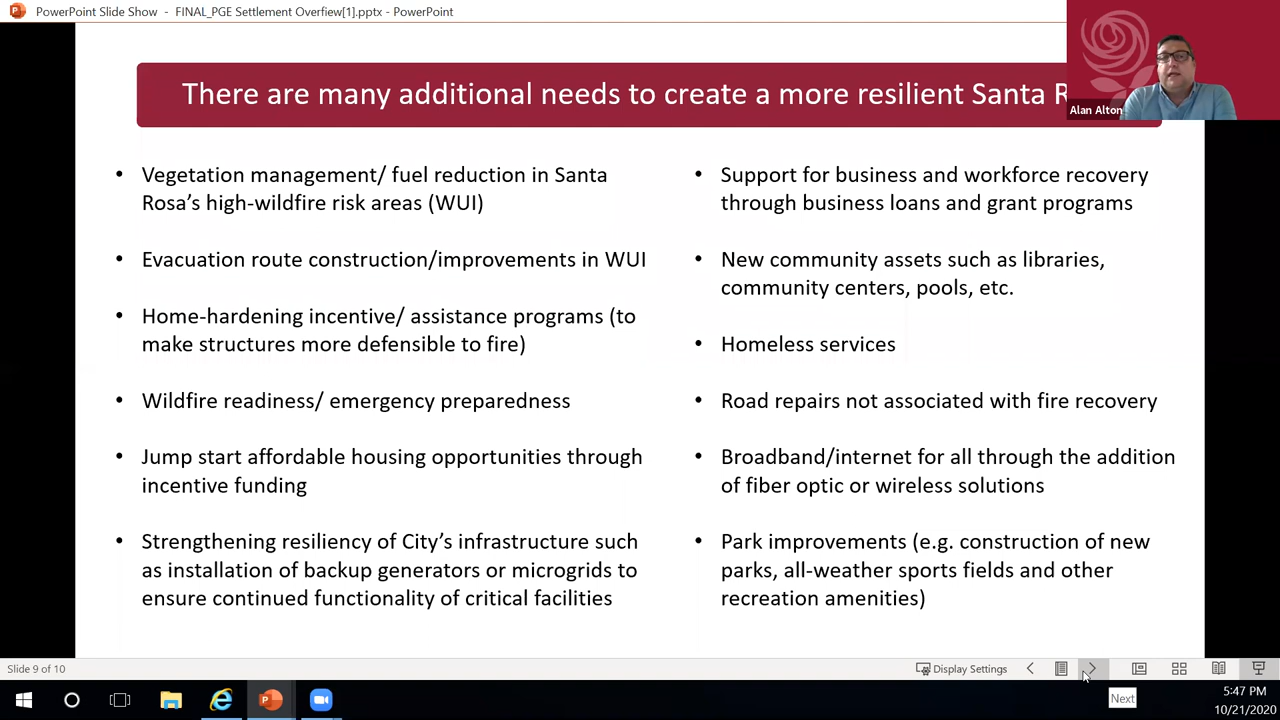 PowerPoint Slide Show - FINAL_PGE Settlement Overfiew[1].pptx - PowerPoint
There are many additional needs to create a more resilient Santa R
Alan Alton
• Vegetation management/ fuel reduction in Santa
Rosa's high-wildfire risk areas (WUI)
• Evacuation route construction/improvements in WUI
• Home-hardening incentive/ assistance programs (to
make structures more defensible to fire)
• Wildfire readiness/ emergency preparedness
• Jump start affordable housing opportunities through
incentive funding
• Strengthening resiliency of City's infrastructure such
as installation of backup generators or microgrids to
ensure continued functionality of critical facilities
• Support for business and workforce recovery
through business loans and grant programs
• New community assets such as libraries,
community centers, pools, etc.
• Homeless services
• Road repairs not associated with fire recovery
• Broadband/internet for all through the addition
of fiber optic or wireless solutions
• Park improvements (e.g. construction of new
parks, all-weather sports fields and other
recreation amenities)
Slide 9 of 10
Display Settings
Next
5:47 PM
10/21/2020